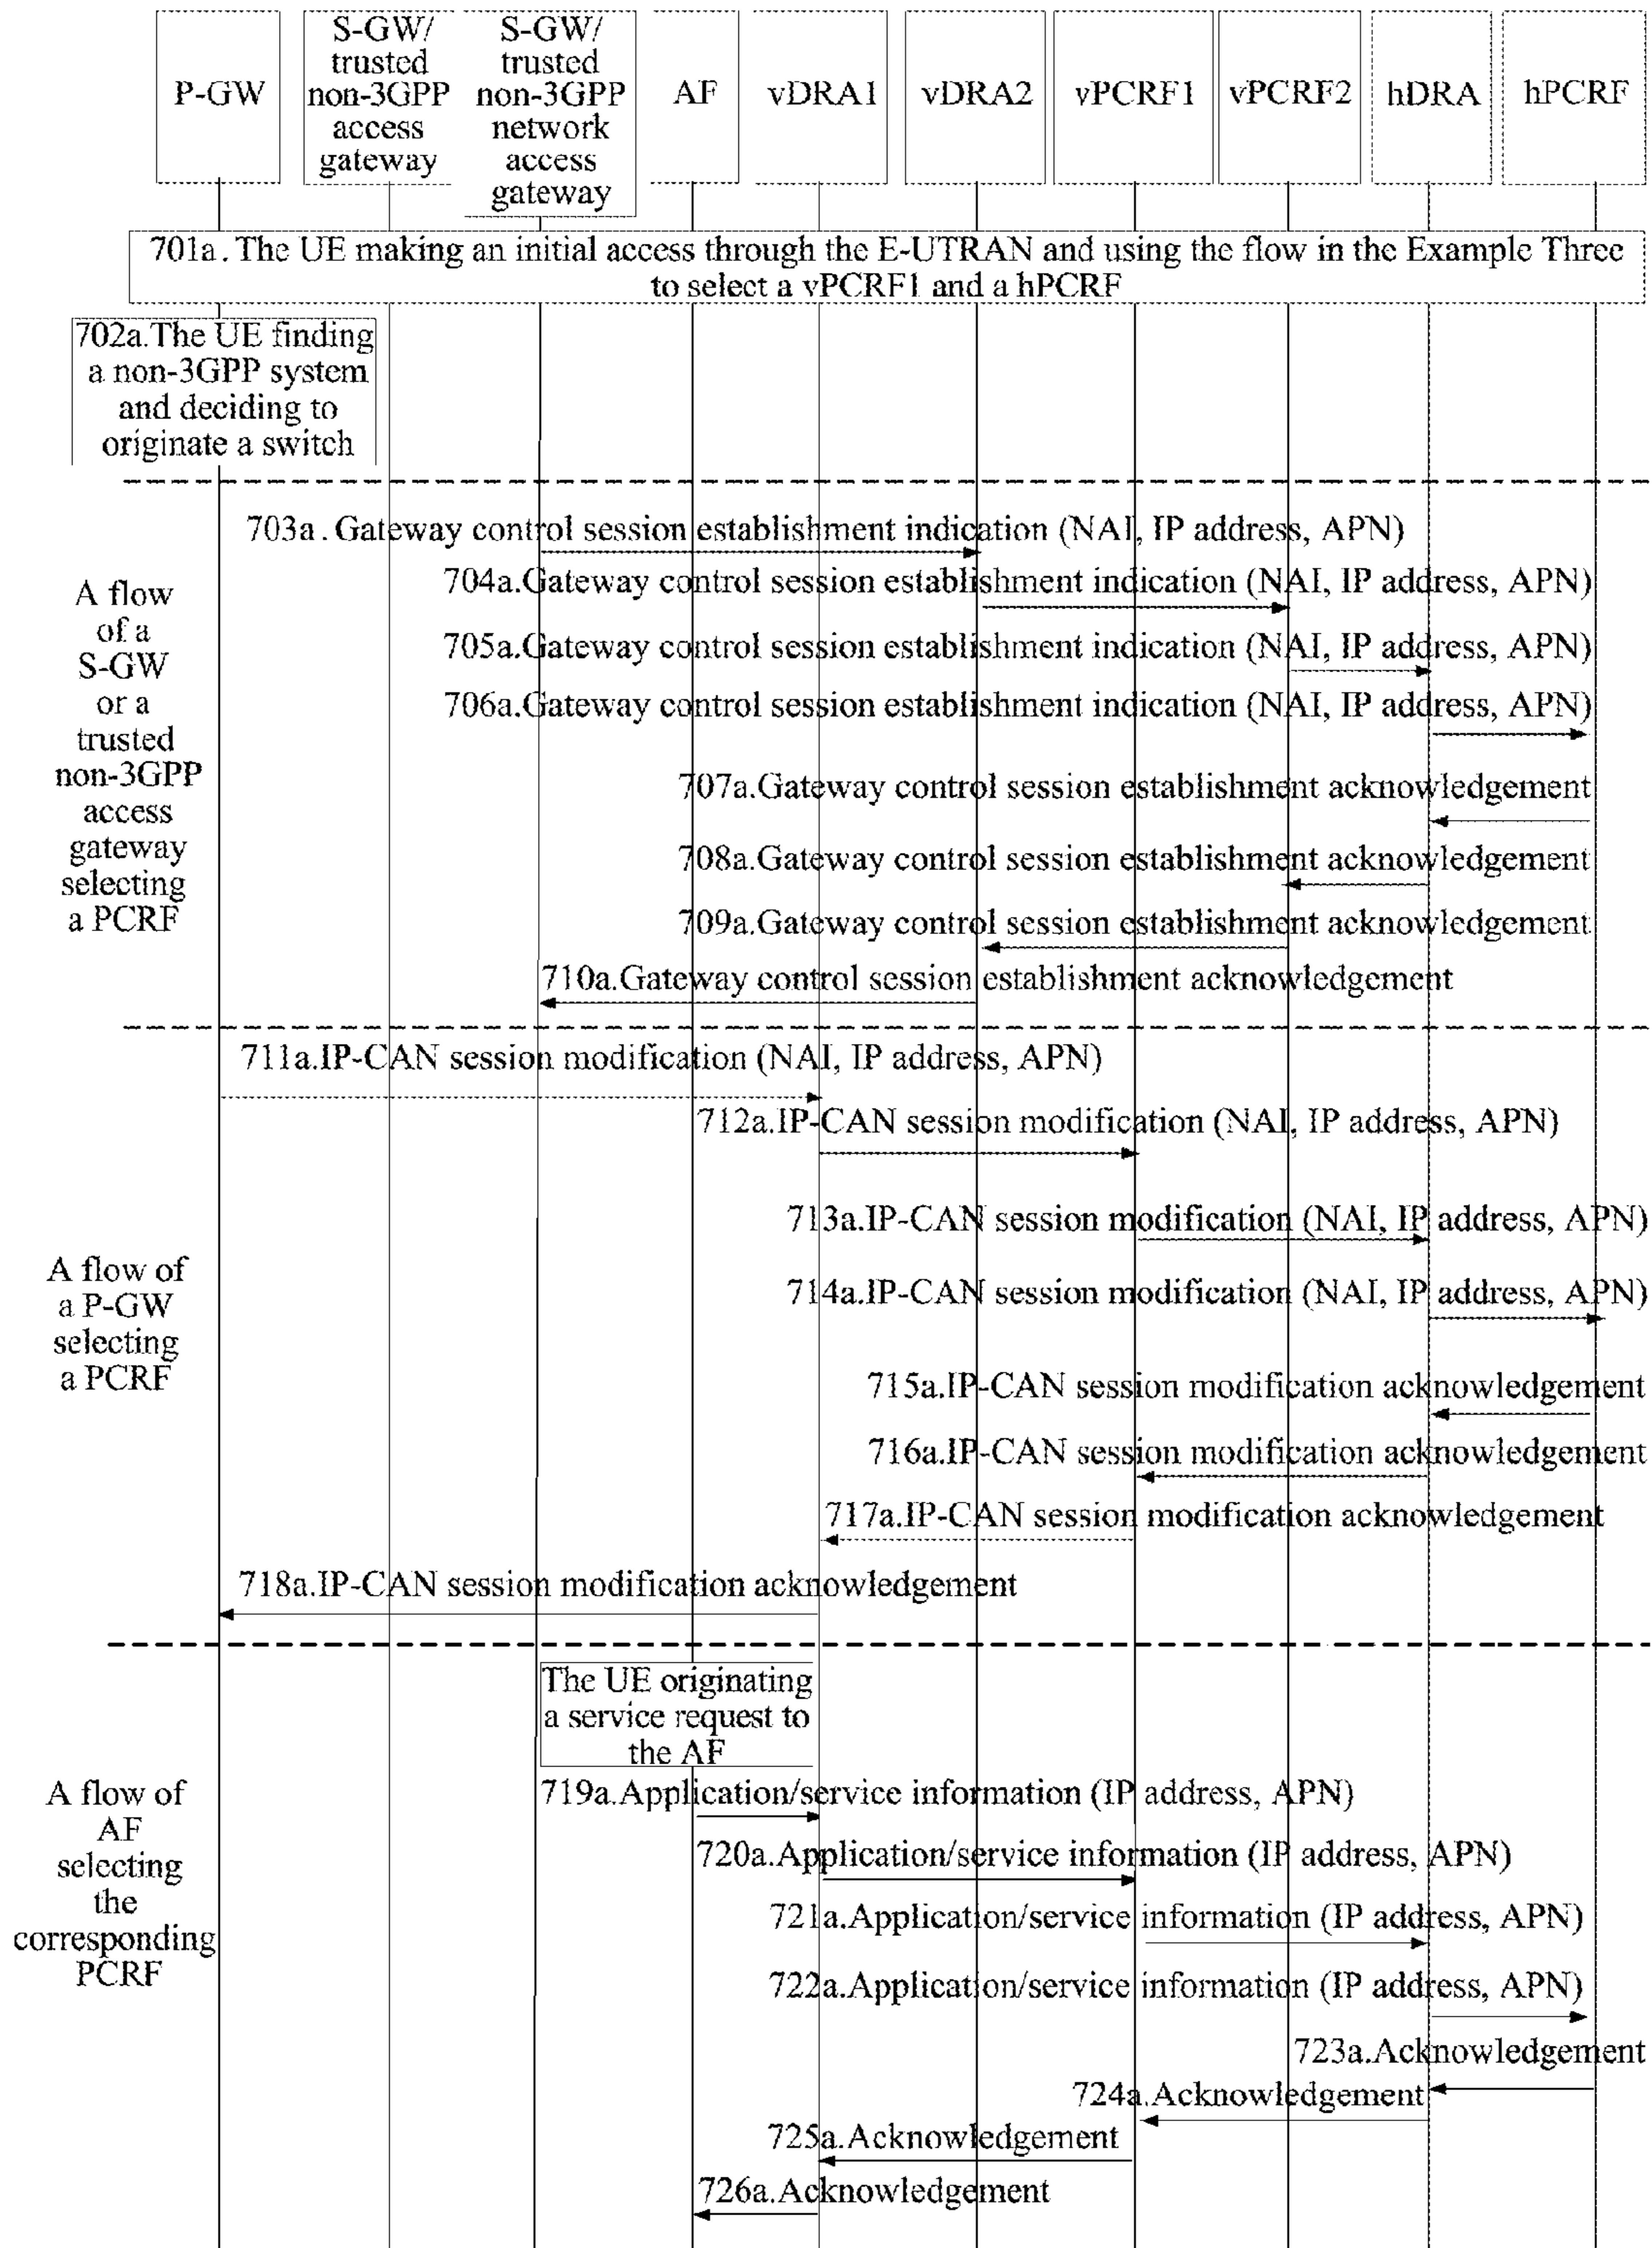 P-GW
S-GW/
trusted
non-3GPP
access
gateway
S-GW/
trusted
non-3GPP
network
access
gateway
AF
vDRA1
vDRA2
vPCRF1
vPCRF2
hDRA
hPCRF
701a. The UE making an initial access through the E-UTRAN and using the flow in the Example Three
to select a vPCRF1 and a hPCRF
702a.The UE finding
a non-3GPP system
and deciding to
originate a switch
A flow
of a
S-GW
or a
trusted
non-3GPP
access
gateway
selecting
a PCRF
703a. Gateway control session establishment indication (NAI, IP address, APN)
704a.Gateway control session establishment indication (NAI, IP address, APN)
705a.Gateway control session establishment indication (NAI, IP address, APN)
706a.Gateway control session establishment indication (NAI, IP address, APN)
707a.Gateway control session establishment acknowledgement
708a.Gateway control session establishment acknowledgement
709a.Gateway control session establishment acknowledgement
710a.Gateway control session establishment acknowledgement
A flow of
a P-GW
selecting
a PCRF
711a.IP-CAN session modification (NAI, IP address, APN)
712a.IP-CAN session modification (NAI, IP address, APN)
713a.IP-CAN session modification (NAI, IP address, APN)
714a.IP-CAN session modification (NAI, IP address, APN)
715a.IP-CAN session modification acknowledgement
716a.IP-CAN session modification acknowledgement
717a.IP-CAN session modification acknowledgement
718a.IP-CAN session modification acknowledgement
The UE originating
a service request to
the AF
A flow of
AF
selecting
the
corresponding
PCRF
719a.Application/service information (IP address, APN)
720a.Application/service information (IP address, APN)
721a.Application/service information (IP address, APN)
722a.Application/service information (IP address, APN)
723a.Acknowledgement
724a.Acknowledgement
725a.Acknowledgement
726a.Acknowledgement